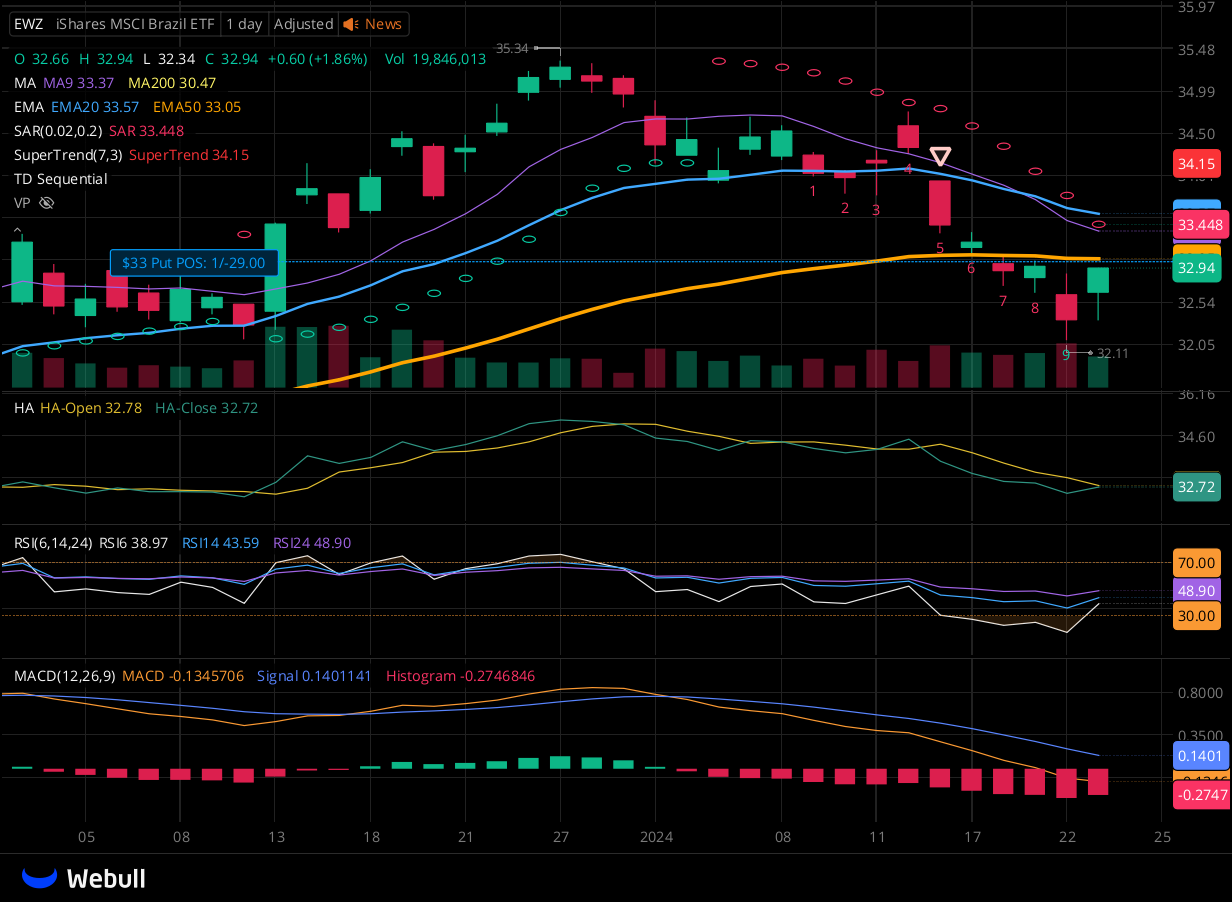 EWZ iShares MSCI Brazil ETF 1 day Adjusted News
35.97
35.34
35.48
O 32.66 H 32.94 L 32.34 C 32.94 +0.60 (+1.86%) Vol 19,846,013
MA MA9 33.37 MA200 30.47
34.99
EMA EMA20 33.57 EMA50 33.05
SAR(0.02,0.2) SAR 33.448
34.50
SuperTrend(7,3) SuperTrend 34.15
34.15
TD Sequential
VP
1 2 3 4 5 6 7 8 9
33.448
$33 Put POS: 1/-29.00
32.94
32.54
32.05
32.11
36.16
HA HA-Open 32.78 HA-Close 32.72
34.60
32.72
RSI(6,14,24) RSI6 38.97 RSI14 43.59 RSI24 48.90
70.00
48.90
30.00
MACD(12,26,9) MACD -0.1345706 Signal 0.1401141 Histogram -0.2746846
0.8000
0.3500
0.1401
-0.2747
05 08 13 18 21 27 2024 08 11 17 22 25
Webull